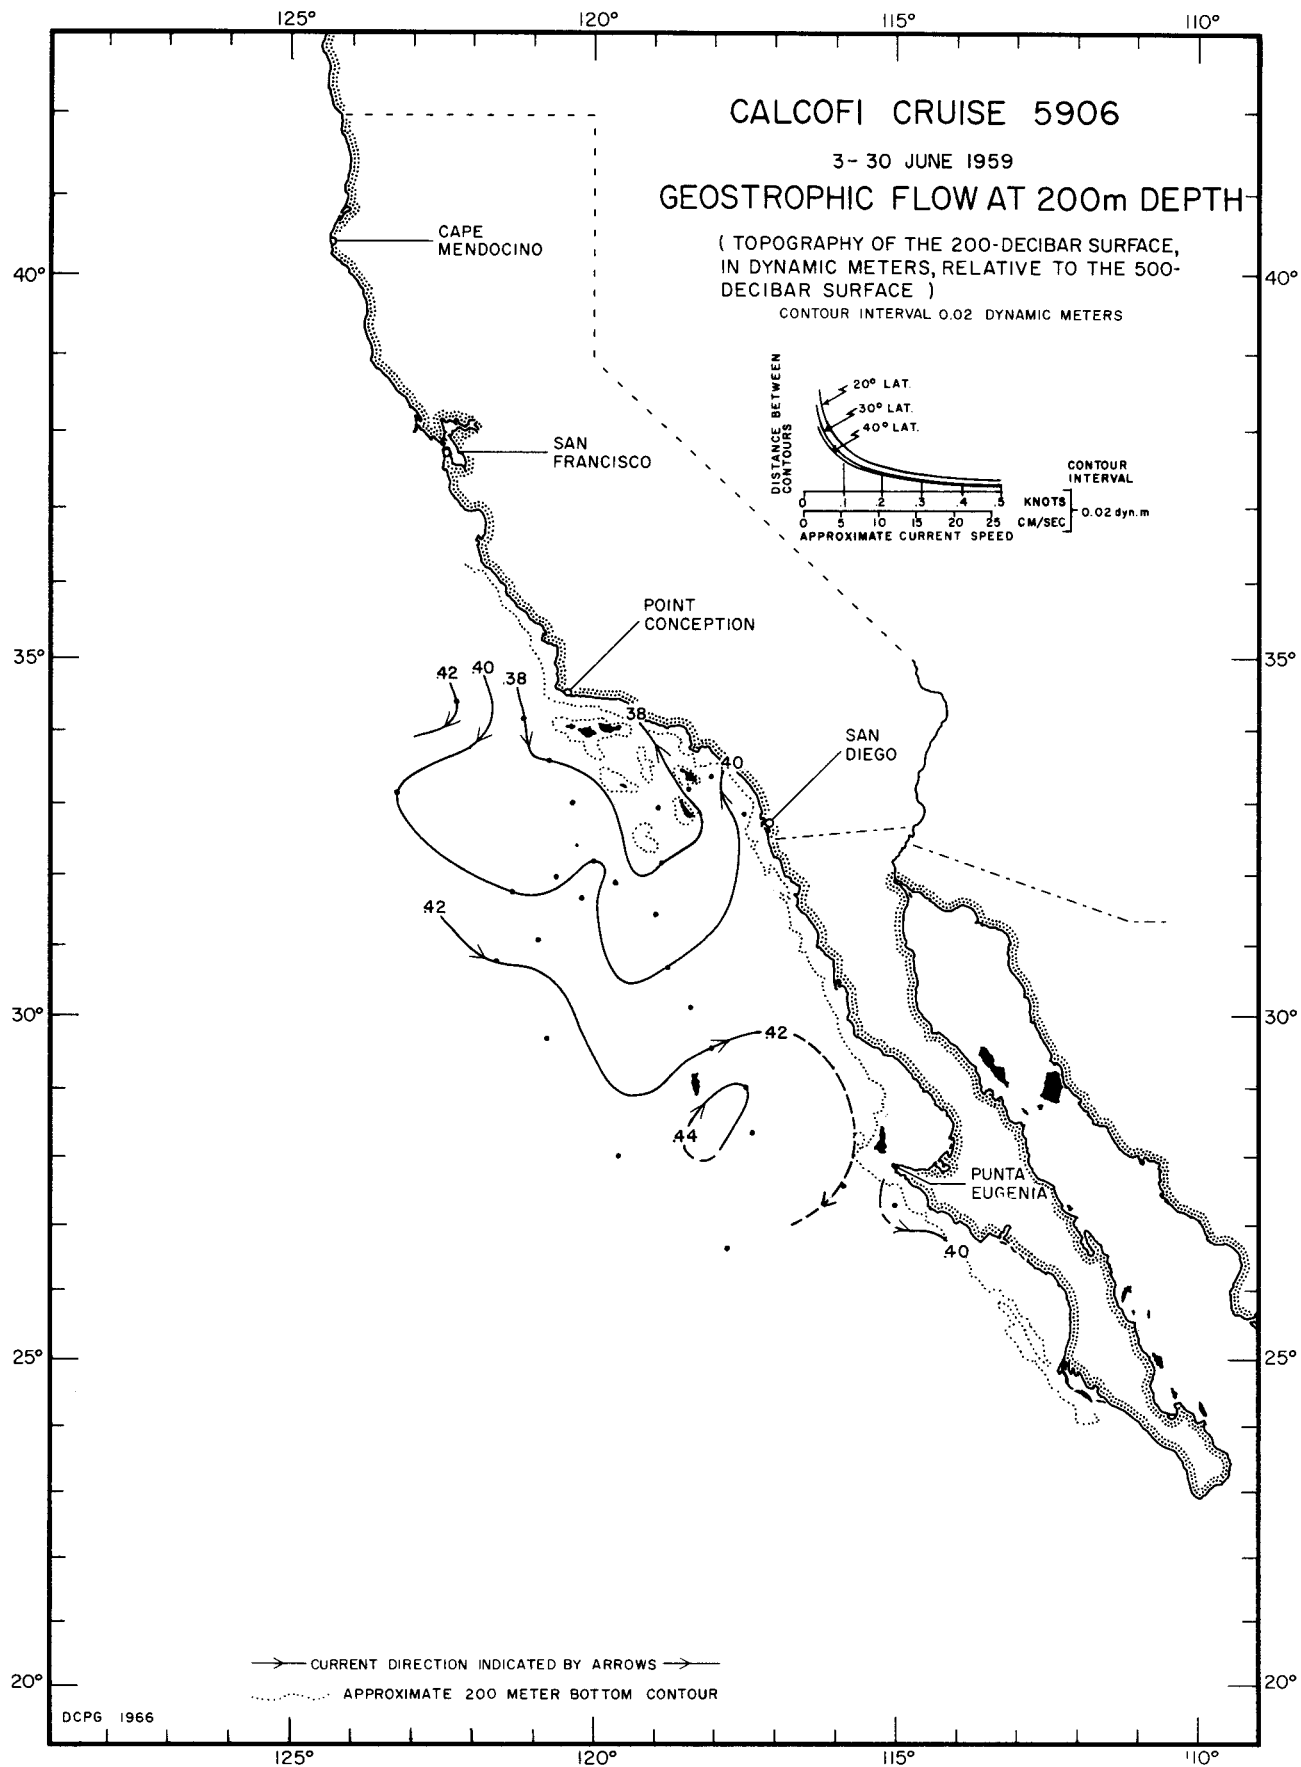 125° 120° 115° 110°
CALCOFI CRUISE 5906
3-30 JUNE 1959
GEOSTROPHIC FLOW AT 200m DEPTH
( TOPOGRAPHY OF THE 200-DECIBAR SURFACE,
IN DYNAMIC METERS, RELATIVE TO THE 500-
DECIBAR SURFACE )
CONTOUR INTERVAL 0.02 DYNAMIC METERS
CAPE
MENDOCINO
40° 40°
DISTANCE BETWEEN
CONTOURS
20° LAT.
30° LAT.
40° LAT.
CONTOUR
INTERVAL
0 .1 .2 .3 .4 .5 KNOTS
0.02 dyn.m
0 5 10 15 20 25 CM/SEC
APPROXIMATE CURRENT SPEED
SAN
FRANCISCO
POINT
CONCEPTION
35° 35°
.42 .40 .38
.38
SAN
DIEGO
.40
.42
30° 30°
.42
.44
PUNTA
EUGENIA
.40
25° 25°
CURRENT DIRECTION INDICATED BY ARROWS
APPROXIMATE 200 METER BOTTOM CONTOUR
20° 20°
DCPG 1966
125° 120° 115° 110°